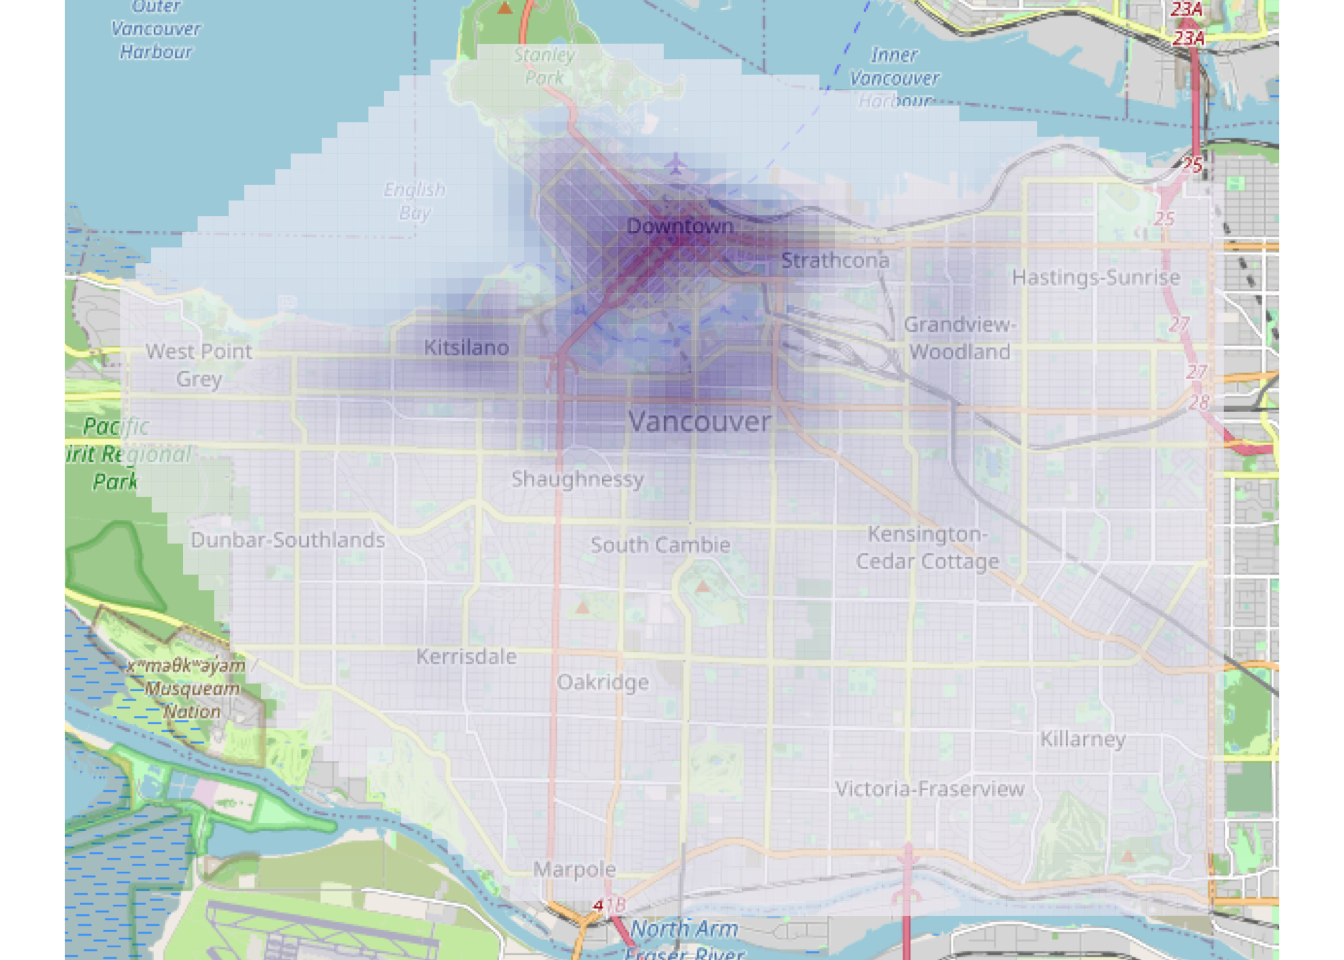 Outer
Vancouver
Harbour
23A
23A
Stanley
Park
Inner
Vancouver
Harbour
25
English
Bay
25
Downtown
Strathcona
Hastings-Sunrise
27
Grandview-
Woodland
Kitsilano
West Point
Grey
27
28
Vancouver
Pacific
irit Regional
Park
Shaughnessy
Dunbar-Southlands
South Cambie
Kensington-
Cedar Cottage
Kerrisdale
xʷməθkʷəy̓əm /
Musqueam
Nation
Oakridge
Killarney
Victoria-Fraserview
Marpole
41B
North Arm
Fraser River